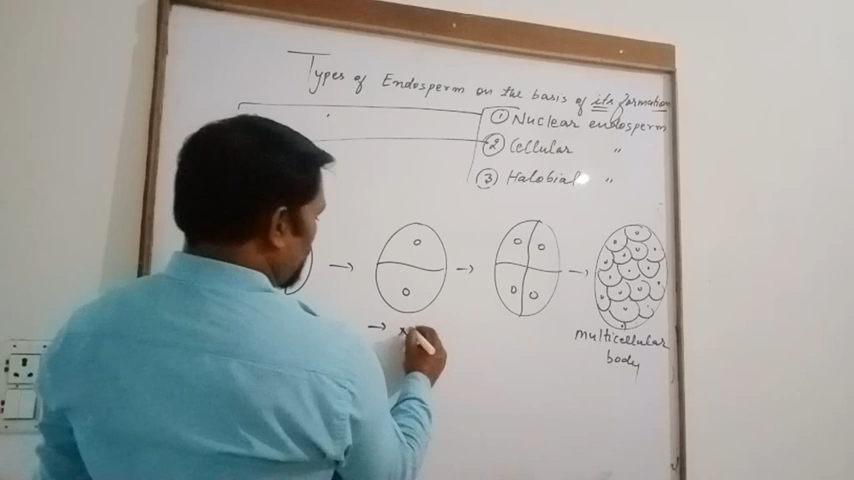 Types of Endosperm on the basis of its formation
① Nuclear endosperm
② Cellular "
③ Halobial "
multicellular
body